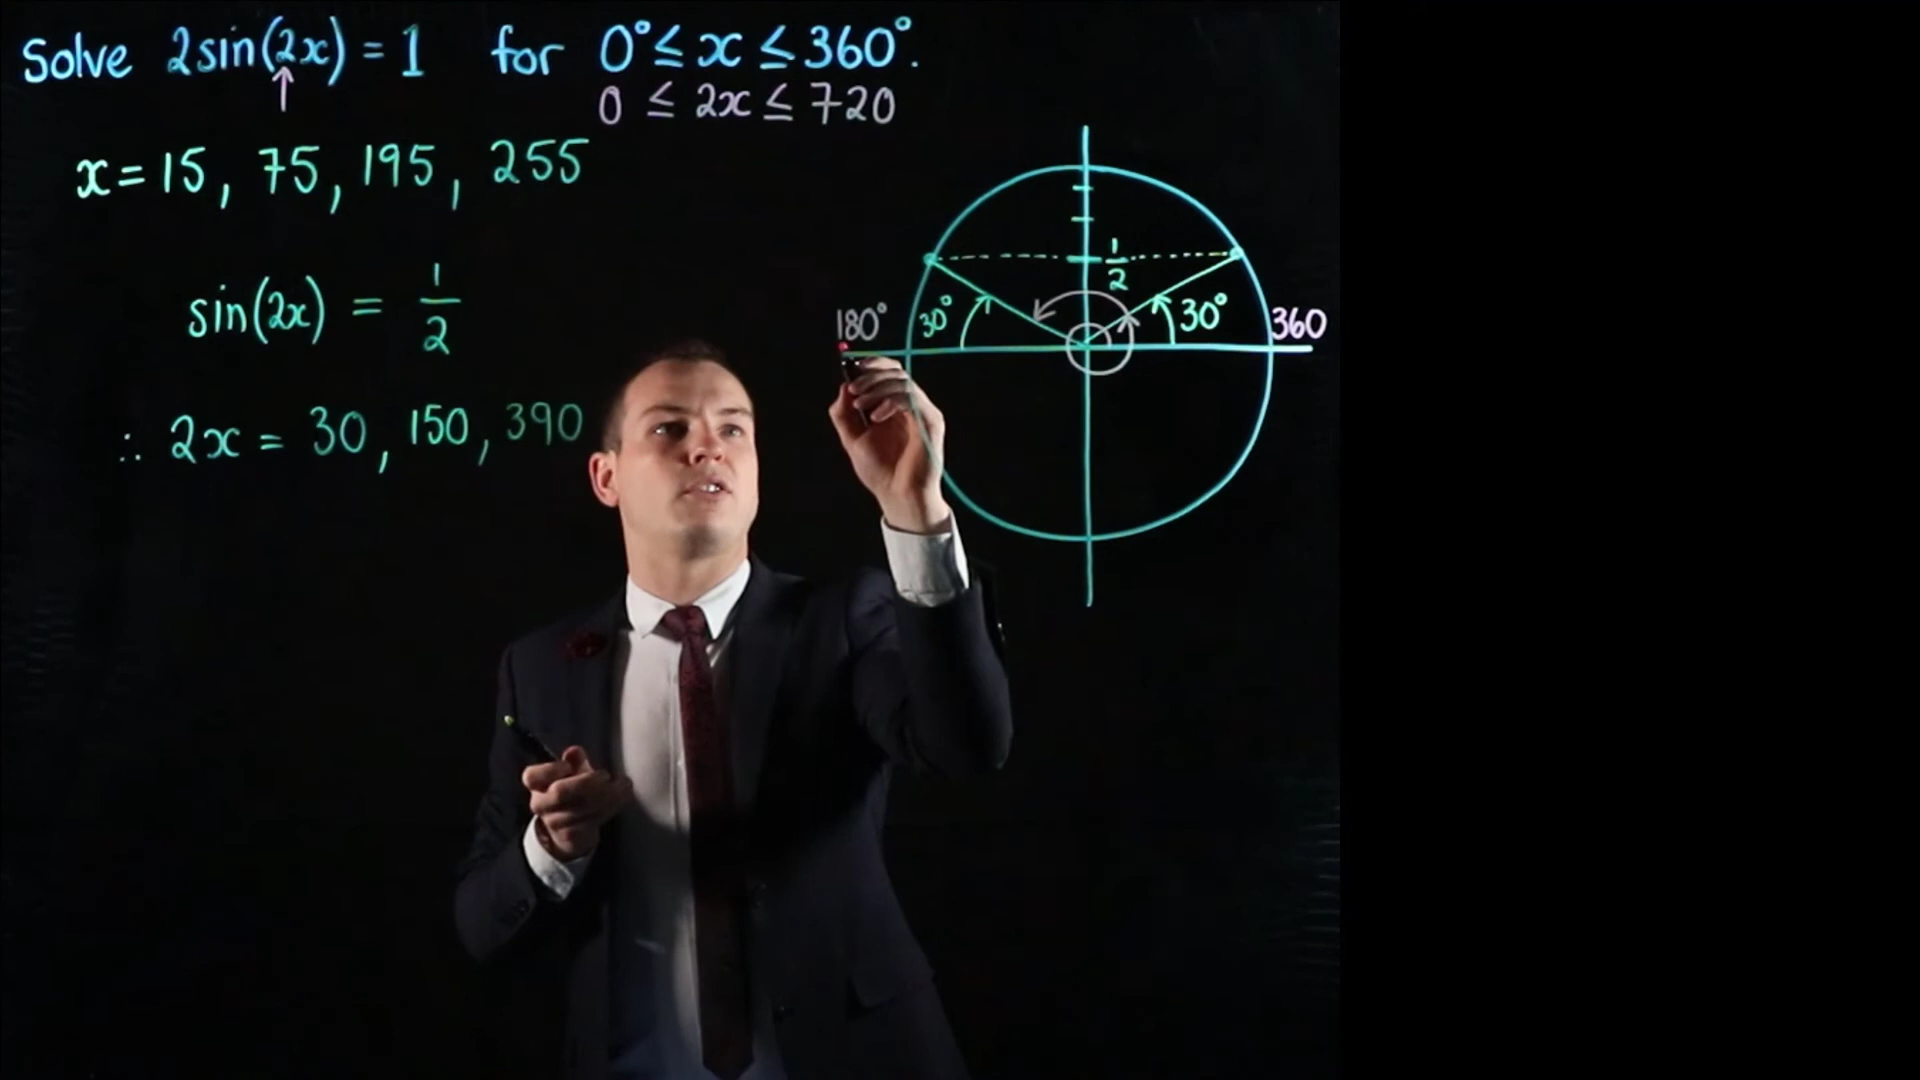 Solve 2sin(2x) = 1 for 0° ≤ x ≤ 360°.
↑ 0 ≤ 2x ≤ 720
x = 15, 75, 195, 255
sin(2x) = 1/2
∴ 2x = 30, 150, 390
1/2
180° 30° 30° 360